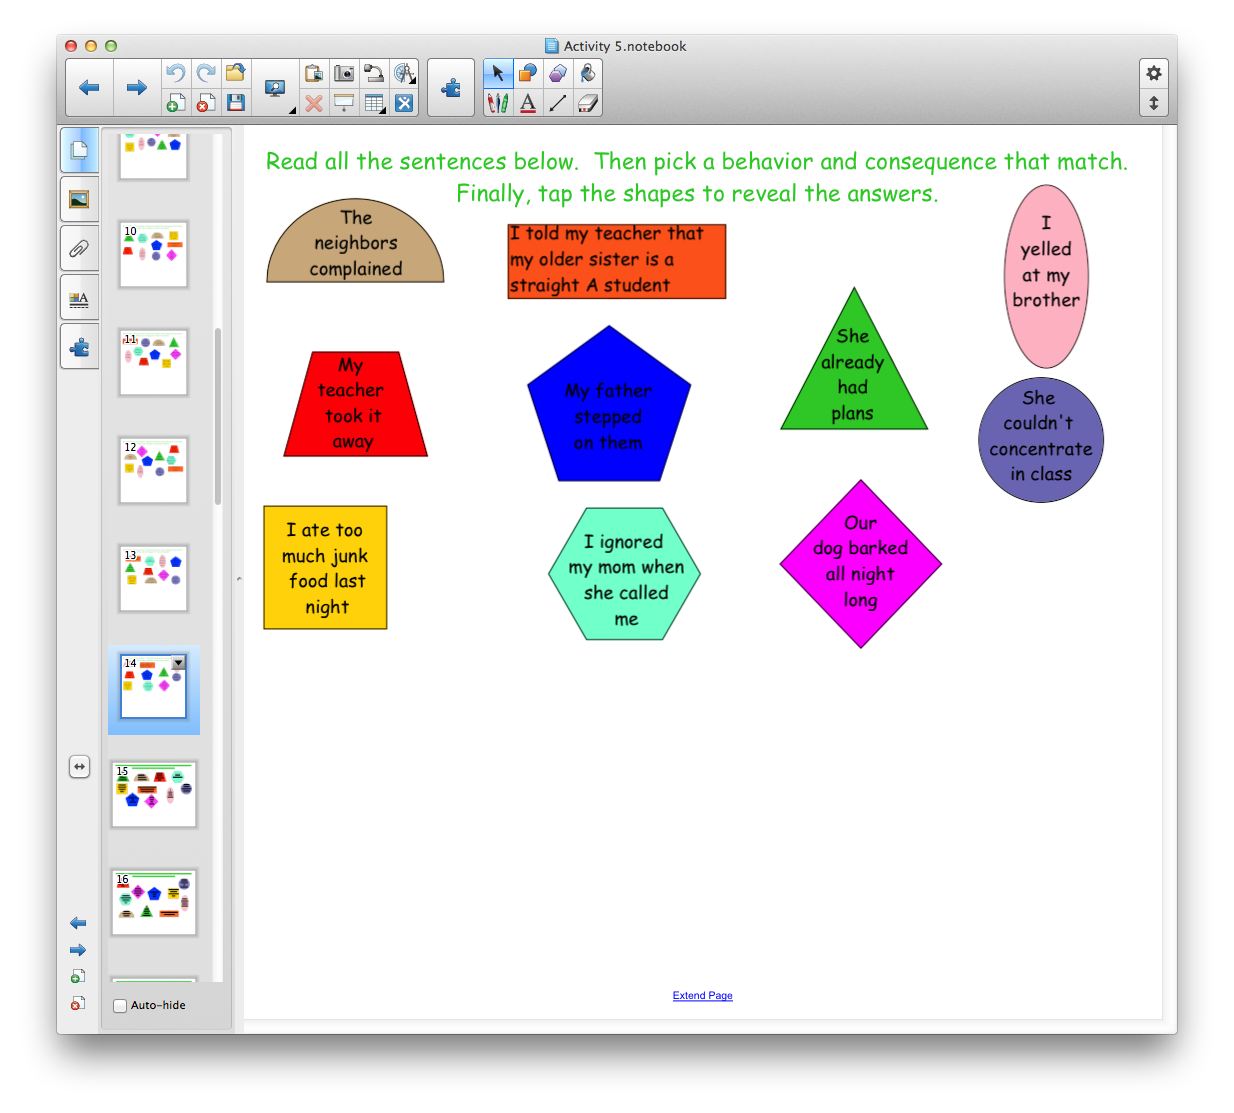 Activity 5.notebook
Read all the sentences below. Then pick a behavior and consequence that match.
Finally, tap the shapes to reveal the answers.
The
neighbors
complained
I told my teacher that
my older sister is a
straight A student
I
yelled
at my
brother
My
teacher
took it
away
My father
stepped
on them
She
already
had
plans
She
couldn't
concentrate
in class
I ate too
much junk
food last
night
I ignored
my mom when
she called
me
Our
dog barked
all night
long
Extend Page
10
11
12
13
14
15
16
Auto-hide